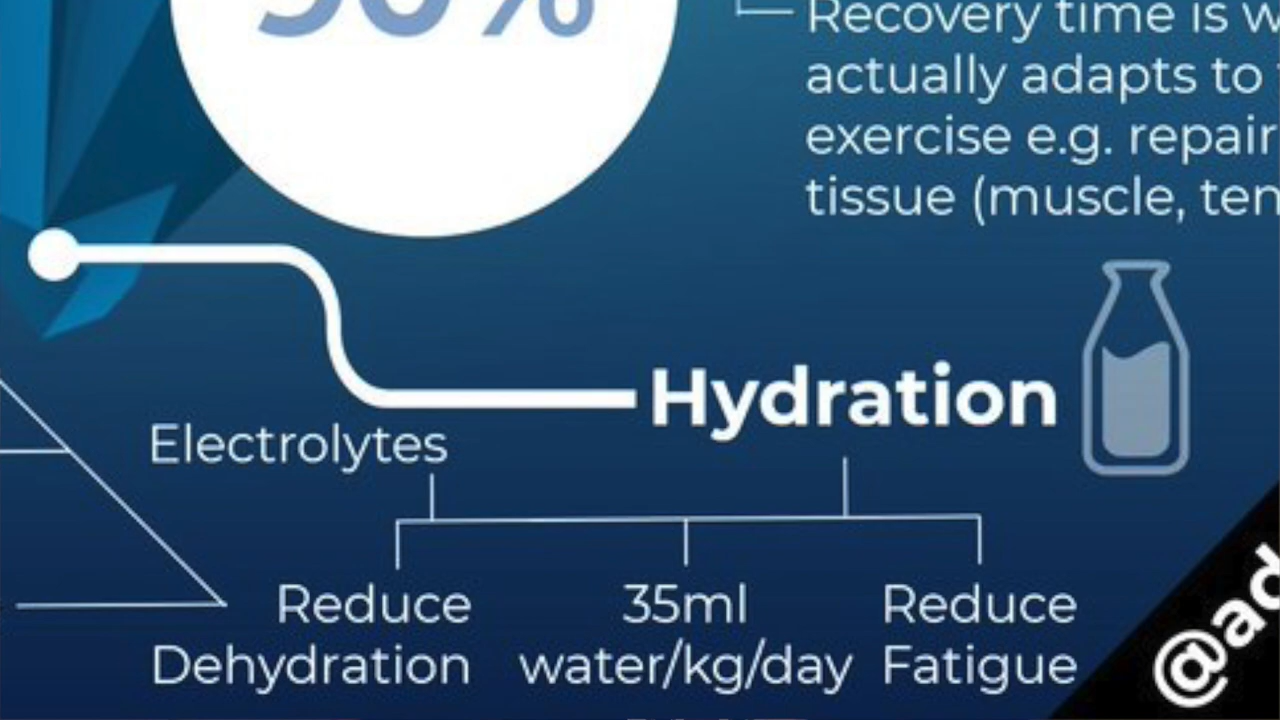 Recovery time is
actually adapts to
exercise e.g. repair
tissue (muscle,
Hydration
Electrolytes
Reduce
Dehydration
35ml
water/kg/day
Reduce
Fatigue